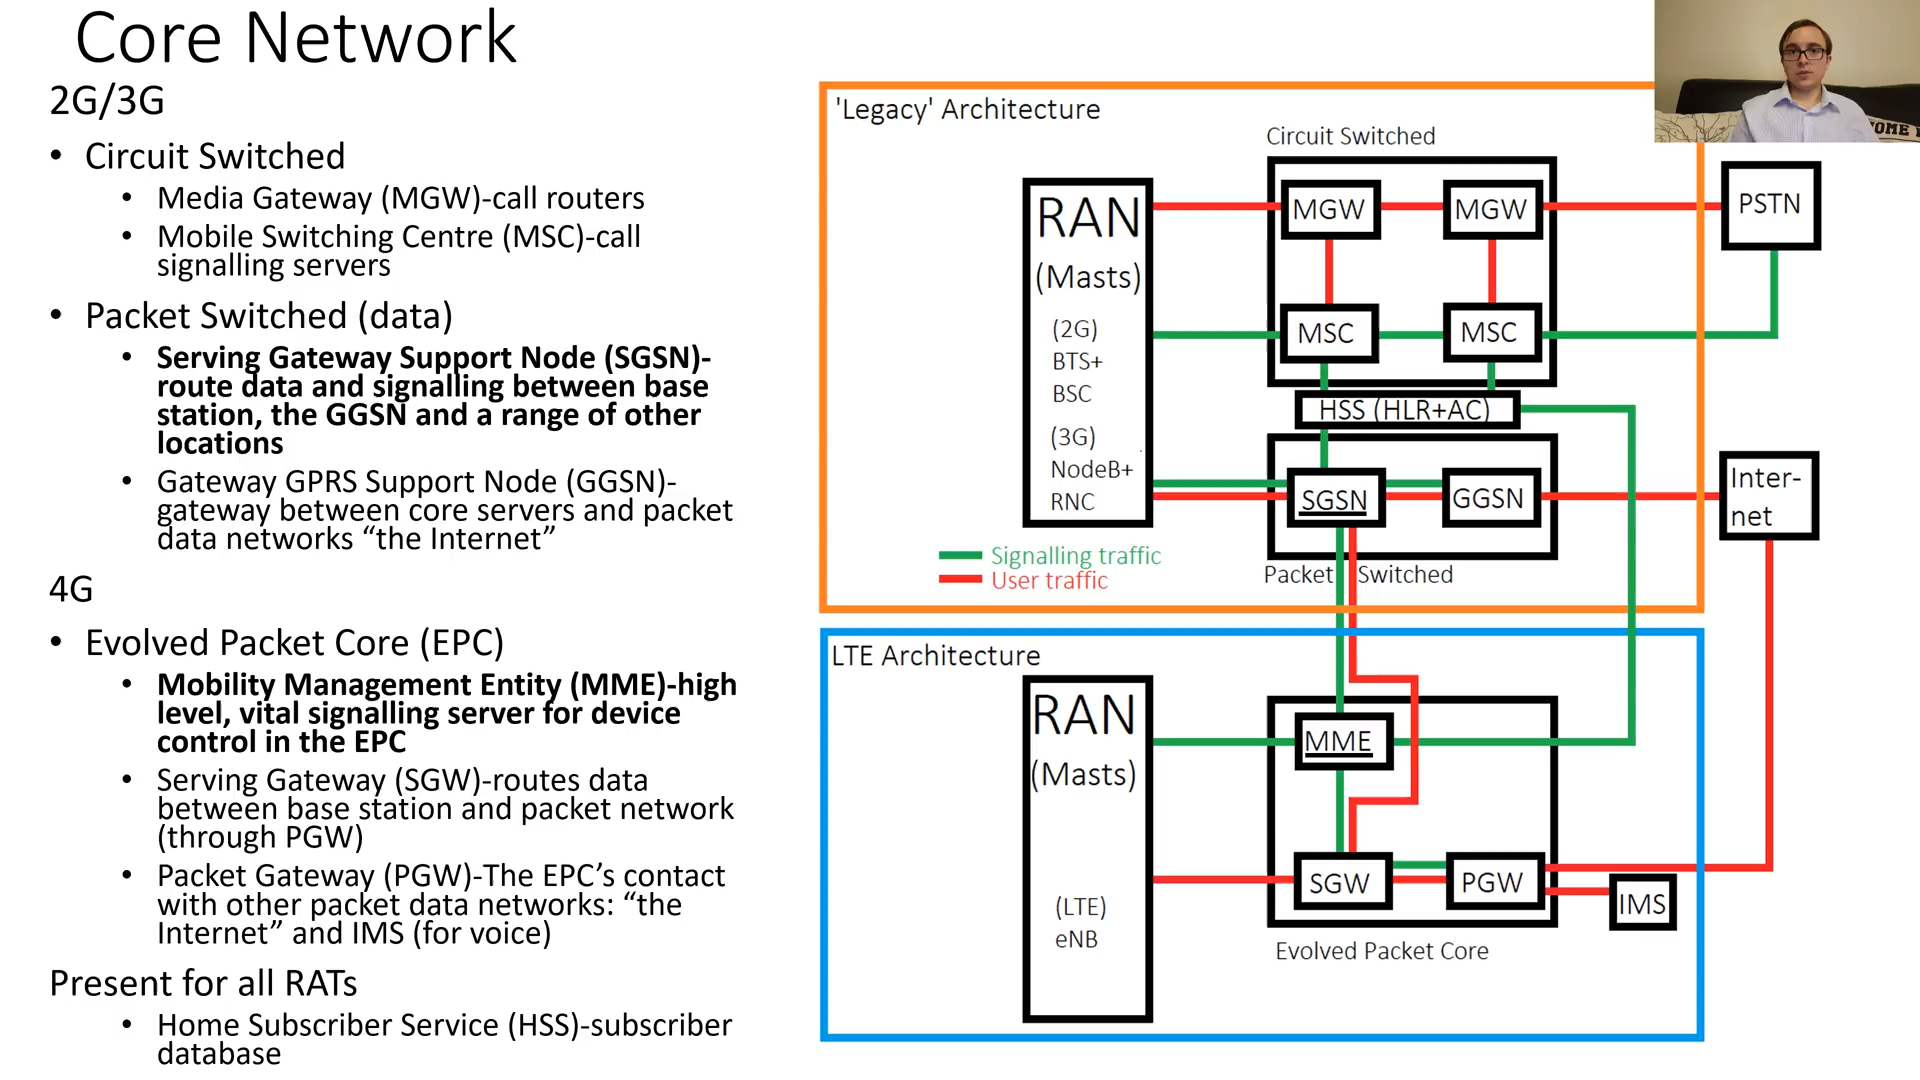 Core Network
2G/3G
• Circuit Switched
• Media Gateway (MGW)-call routers
• Mobile Switching Centre (MSC)-call
signalling servers
• Packet Switched (data)
• Serving Gateway Support Node (SGSN)-
route data and signalling between base
station, the GGSN and a range of other
locations
• Gateway GPRS Support Node (GGSN)-
gateway between core servers and packet
data networks “the Internet”
4G
• Evolved Packet Core (EPC)
• Mobility Management Entity (MME)-high
level, vital signalling server for device
control in the EPC
• Serving Gateway (SGW)-routes data
between base station and packet network
(through PGW)
• Packet Gateway (PGW)-The EPC’s contact
with other packet data networks: “the
Internet” and IMS (for voice)
Present for all RATs
• Home Subscriber Service (HSS)-subscriber
database
'Legacy' Architecture
Circuit Switched
RAN
(Masts)
(2G)
BTS+
BSC
(3G)
NodeB+
RNC
MGW
MGW
PSTN
MSC
MSC
HSS (HLR+AC)
SGSN
GGSN
Inter-
net
Signalling traffic
User traffic
Packet Switched
LTE Architecture
RAN
(Masts)
(LTE)
eNB
MME
SGW
PGW
IMS
Evolved Packet Core